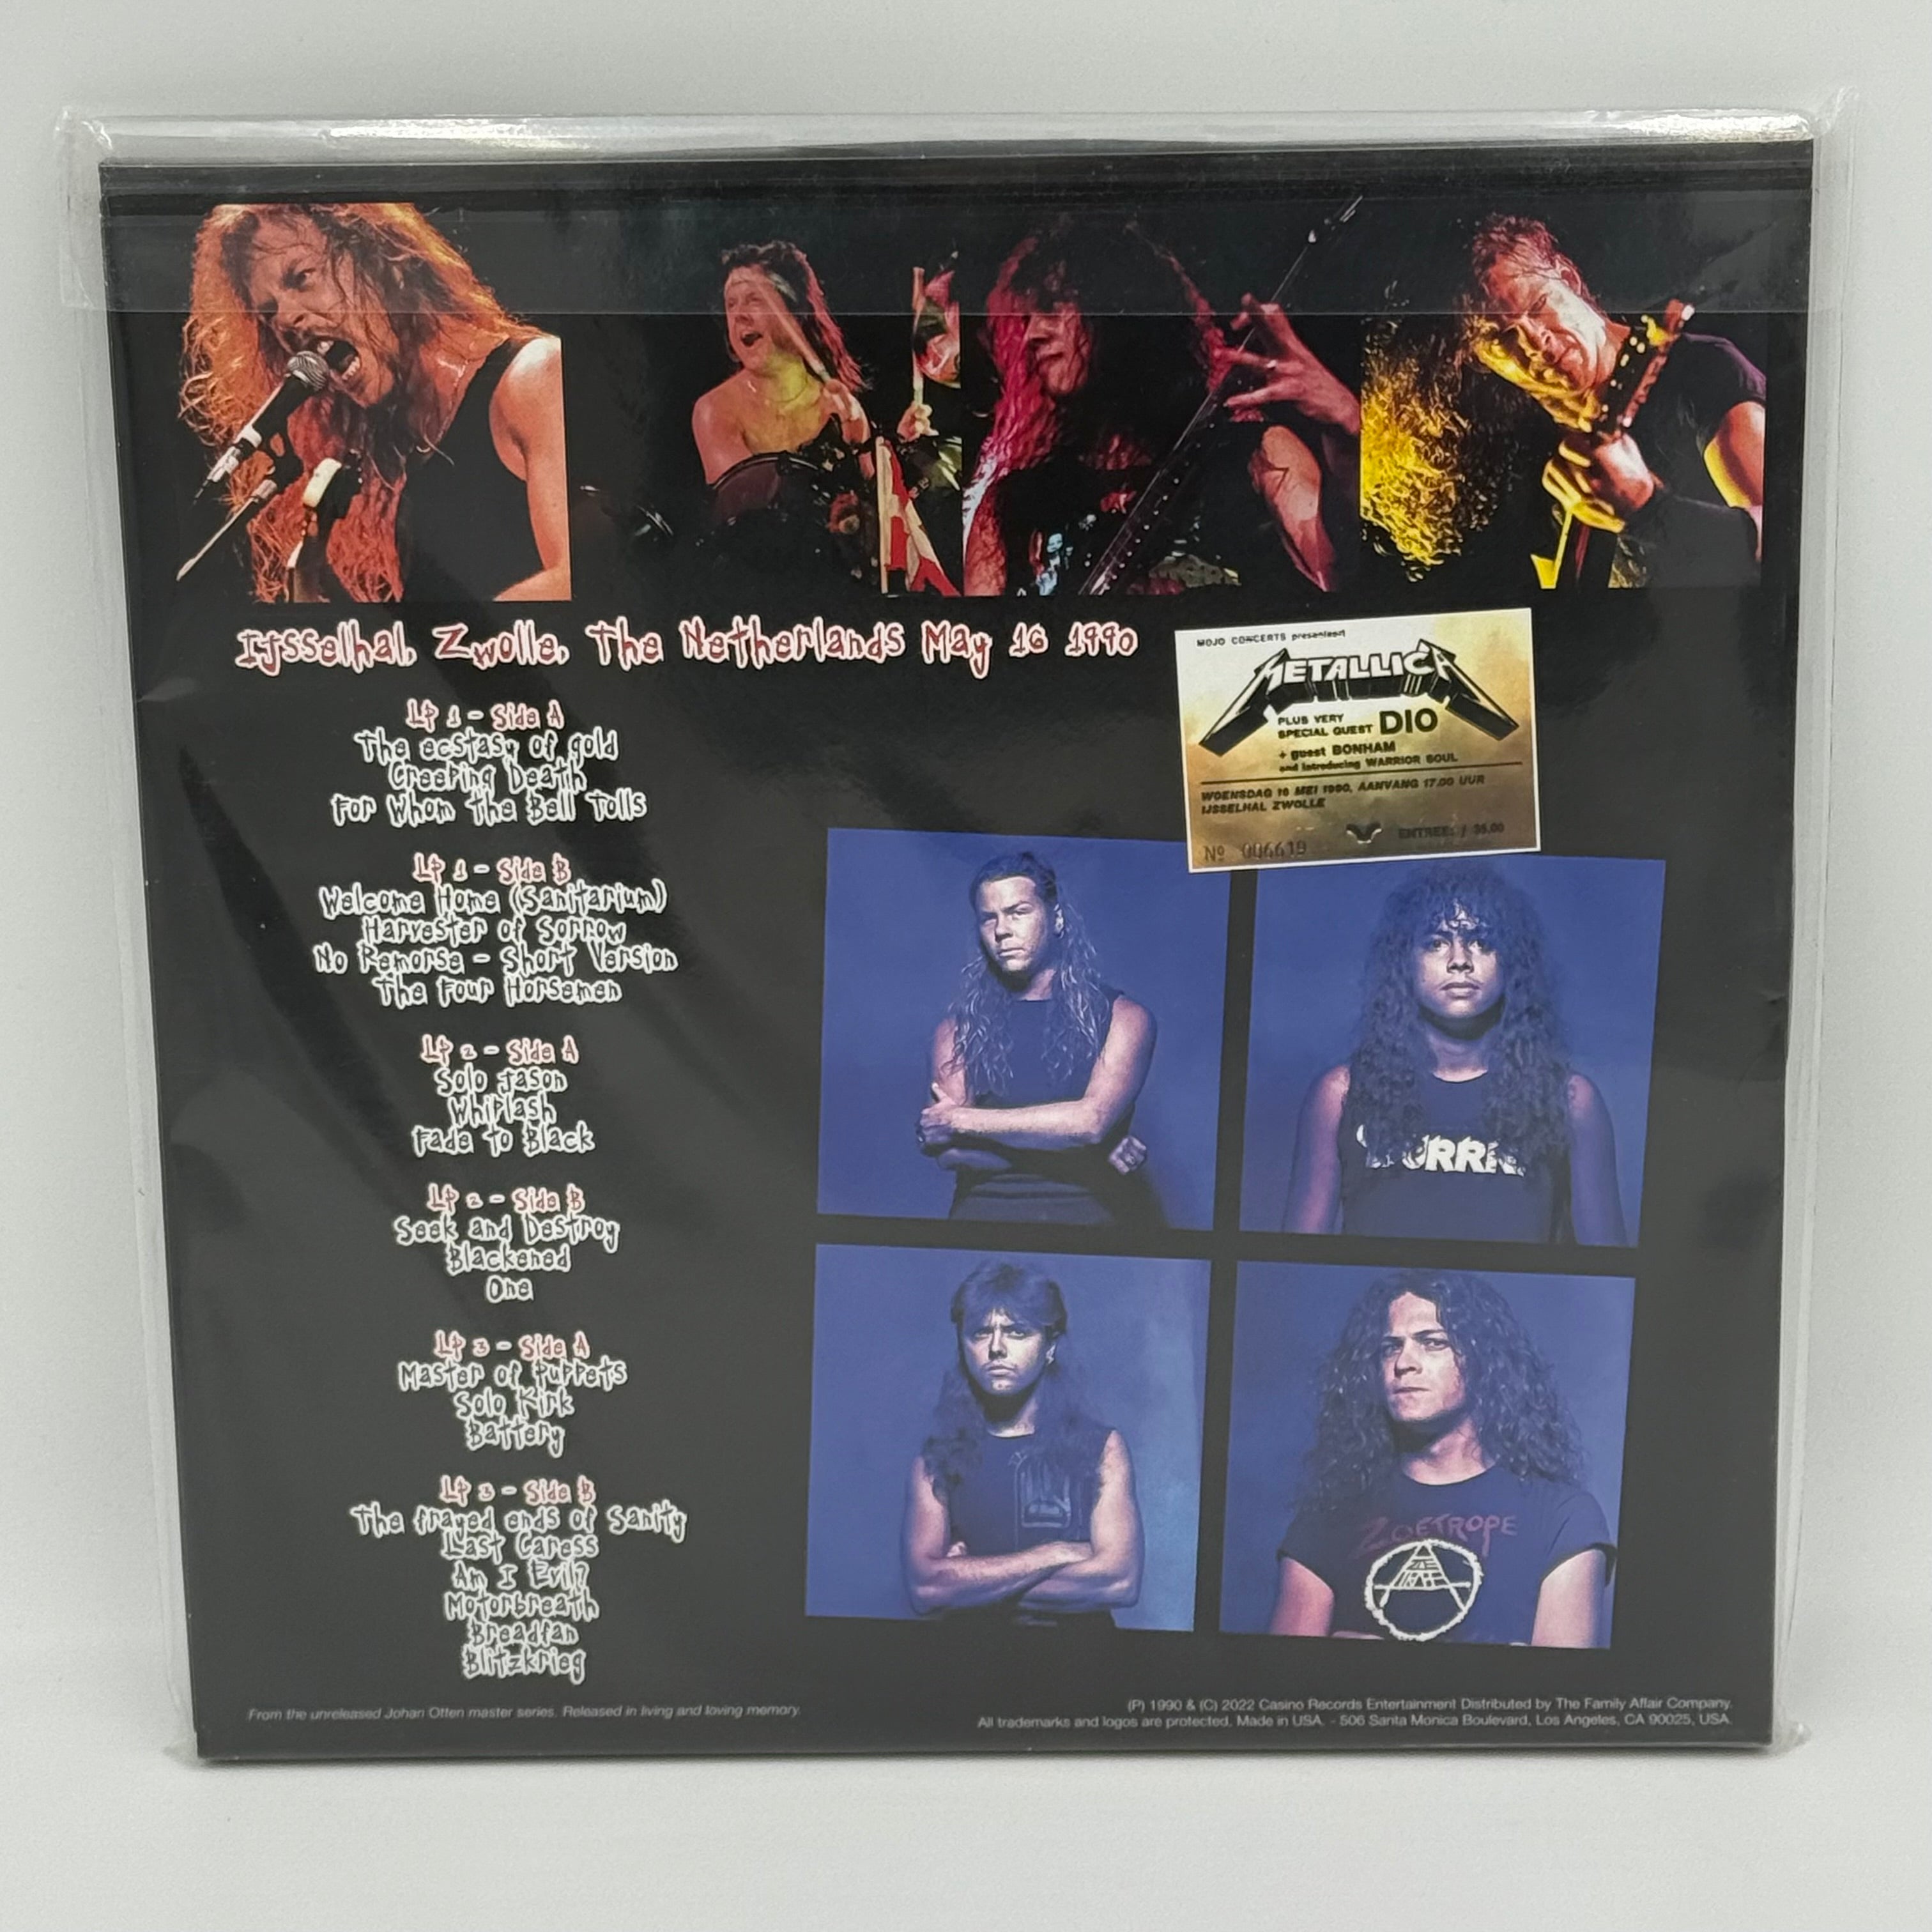 IJsselhal, Zwolle, The Netherlands May 16 1990
MOJO CONCERTS presenteert
METALLICA
PLUS VERY
SPECIAL GUEST DIO
+ guest BONHAM
and introducing WARRIOR SOUL
WOENSDAG 16 MEI 1990, AANVANG 17.00 UUR
IJSSELHAL ZWOLLE
ENTREE: ƒ 35.00
Nº 006619
LP 1 - Side A
The ecstasy of gold
Creeping Death
For Whom The Bell Tolls
LP 1 - Side B
Welcome Home (Sanitarium)
Harvester of Sorrow
No Remorse - Short Version
The Four Horsemen
LP 2 - Side A
Solo Jason
Whiplash
Fade to Black
LP 2 - Side B
Seek and Destroy
Blackened
One
LP 3 - Side A
Master of Puppets
Solo Kirk
Battery
LP 3 - Side B
The frayed ends of Sanity
Last Caress
Am I Evil?
Motorbreath
Breadfan
Blitzkrieg
ZOETROPE
From the unreleased Johan Otten master series. Released in living and loving memory.
(P) 1990 & (C) 2022 Casino Records Entertainment Distributed by The Family Affair Company.
All trademarks and logos are protected. Made in USA. - 506 Santa Monica Boulevard, Los Angeles, CA 90025, USA.